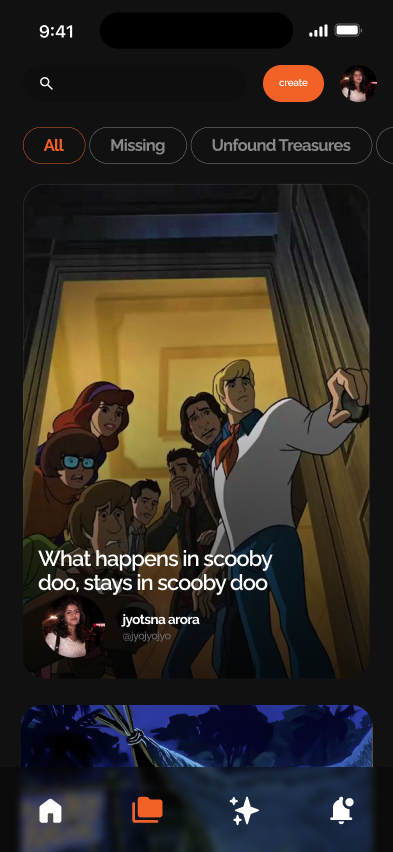 9:41
create
All Missing Unfound Treasures
What happens in scooby
doo, stays in scooby doo
jyotsna arora
@jyojyojyo